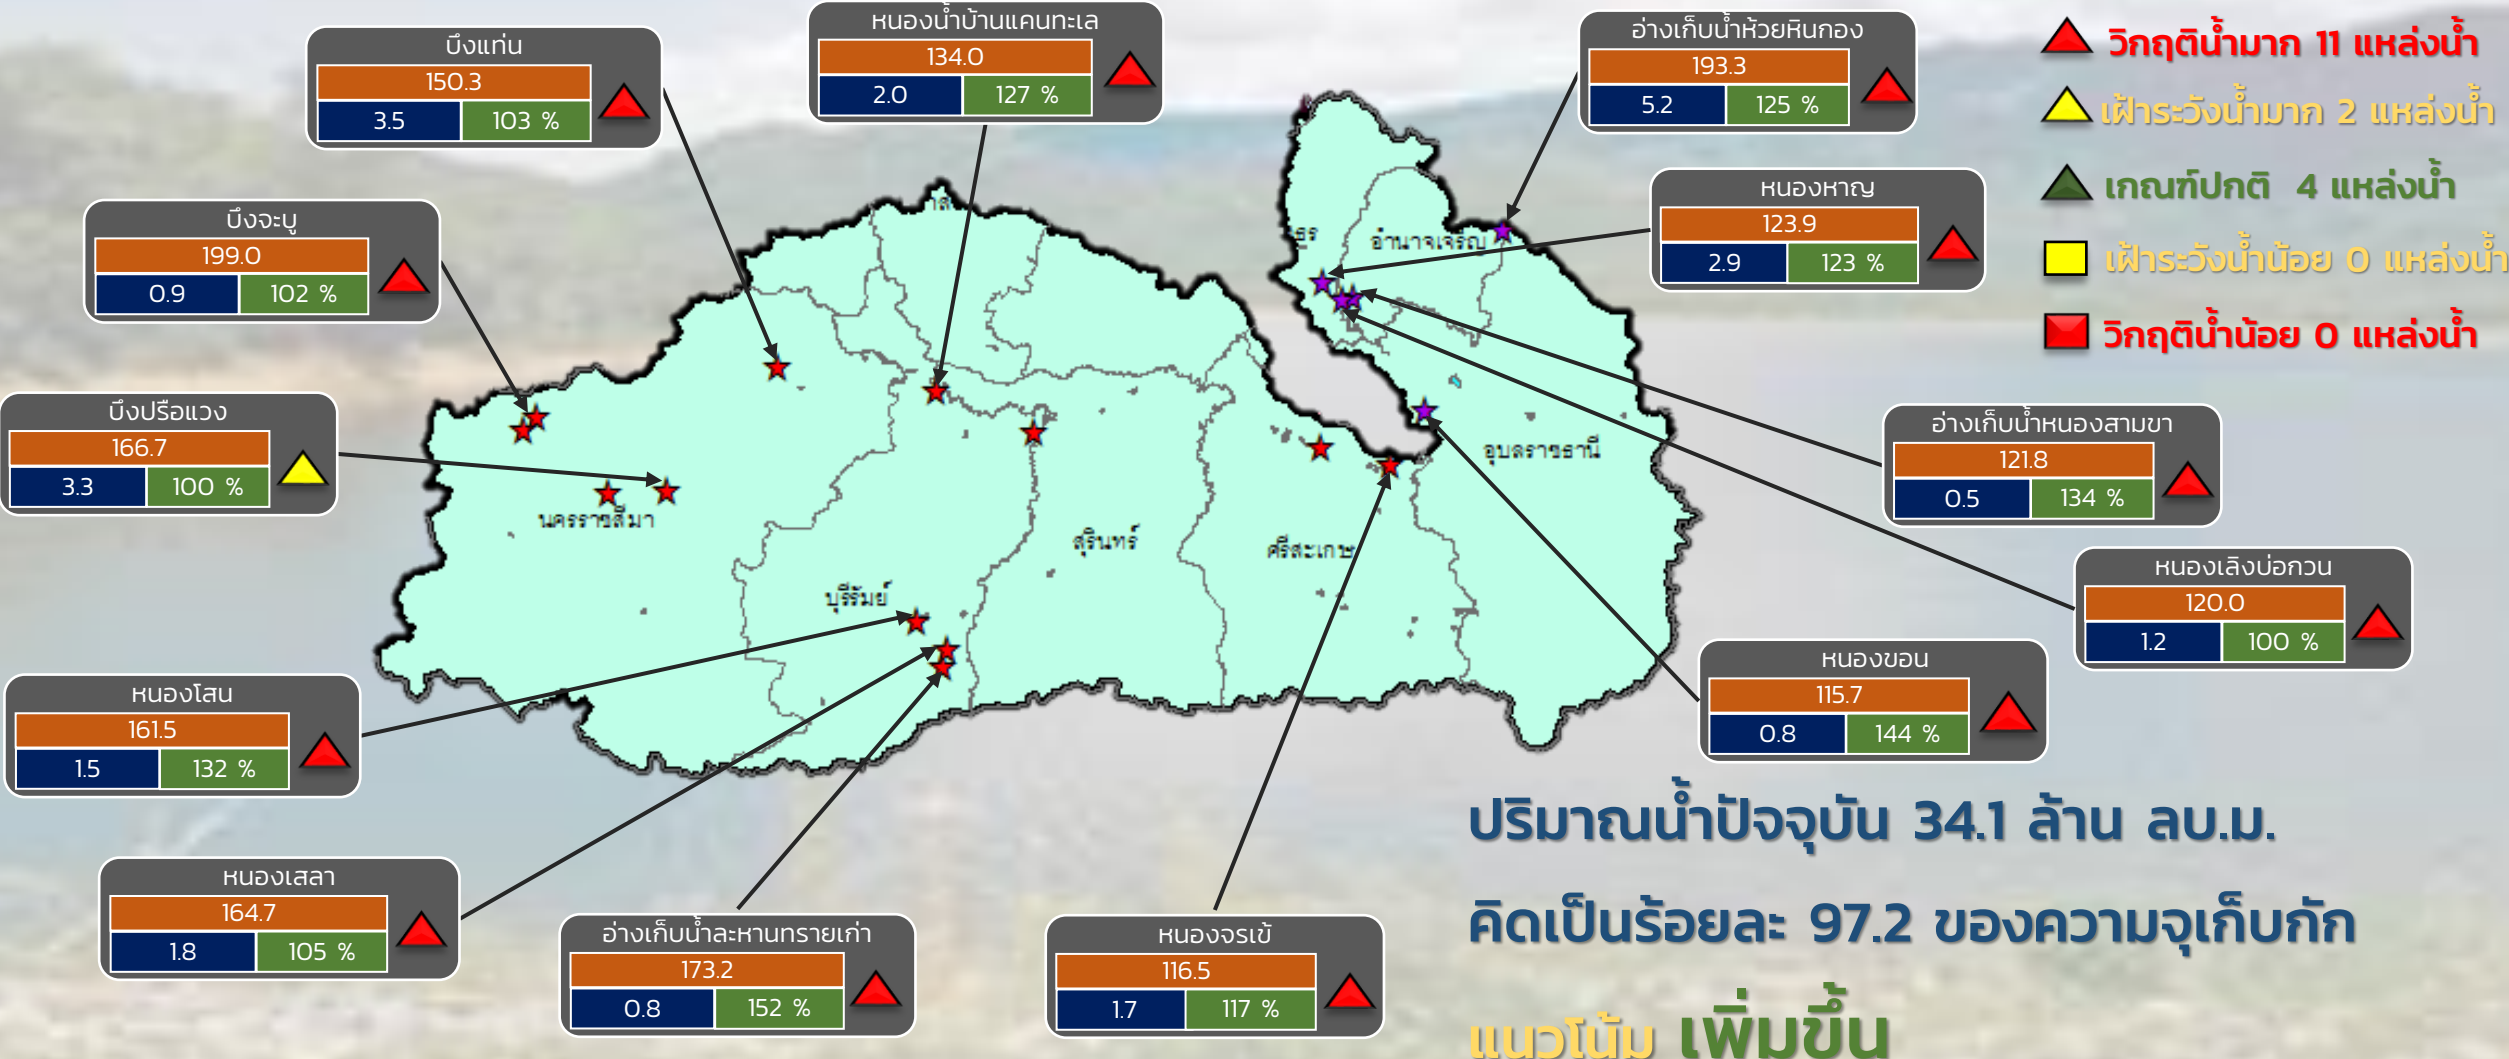 บึงแท่น
150.3
3.5 103 %
หนองน้ำบ้านแคนทะเล
134.0
2.0 127 %
อ่างเก็บน้ำห้วยหินกอง
193.3
5.2 125 %
วิกฤติน้ำมาก 11 แหล่งน้ำ
เฝ้าระวังน้ำมาก 2 แหล่งน้ำ
เกณฑ์ปกติ 4 แหล่งน้ำ
เฝ้าระวังน้ำน้อย 0 แหล่งน้ำ
วิกฤติน้ำน้อย 0 แหล่งน้ำ
บึงจะบู
199.0
0.9 102 %
หนองหาญ
123.9
2.9 123 %
บึงปรือแวง
166.7
3.3 100 %
อ่างเก็บน้ำหนองสามขา
121.8
0.5 134 %
หนองเลิงบ่อกวน
120.0
1.2 100 %
หนองขอน
115.7
0.8 144 %
หนองโสน
161.5
1.5 132 %
หนองเสลา
164.7
1.8 105 %
อ่างเก็บน้ำละหานทรายเก่า
173.2
0.8 152 %
หนองจรเข้
116.5
1.7 117 %
อำนาจเจริญ
อุบลราชธานี
นครราชสีมา
สุรินทร์
ศรีสะเกษ
บุรีรัมย์
ปริมาณน้ำปัจจุบัน 34.1 ล้าน ลบ.ม.
คิดเป็นร้อยละ 97.2 ของความจุเก็บกัก
แนวโน้ม เพิ่มขึ้น